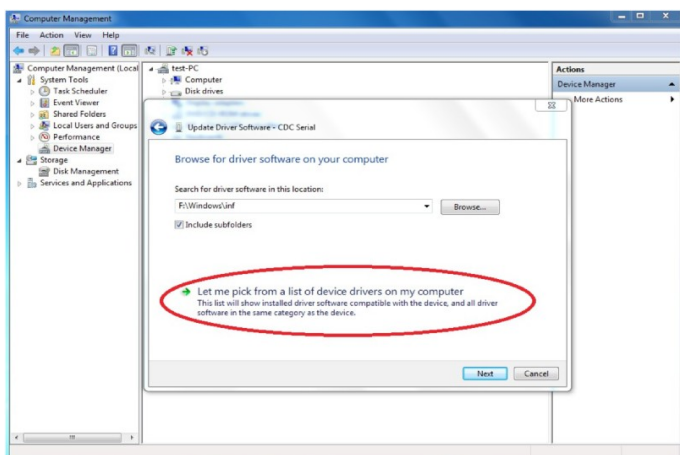 Computer Management
File Action View Help
Computer Management (Local
System Tools
Task Scheduler
Event Viewer
Shared Folders
Local Users and Groups
Performance
Device Manager
Storage
Disk Management
Services and Applications
test-PC
Computer
Disk drives
Actions
Device Manager
More Actions
Update Driver Software - CDC Serial
Browse for driver software on your computer
Search for driver software in this location:
F:\Windows\inf
Browse...
Include subfolders
Let me pick from a list of device drivers on my computer
This list will show installed driver software compatible with the device, and all driver
software in the same category as the device.
Next Cancel